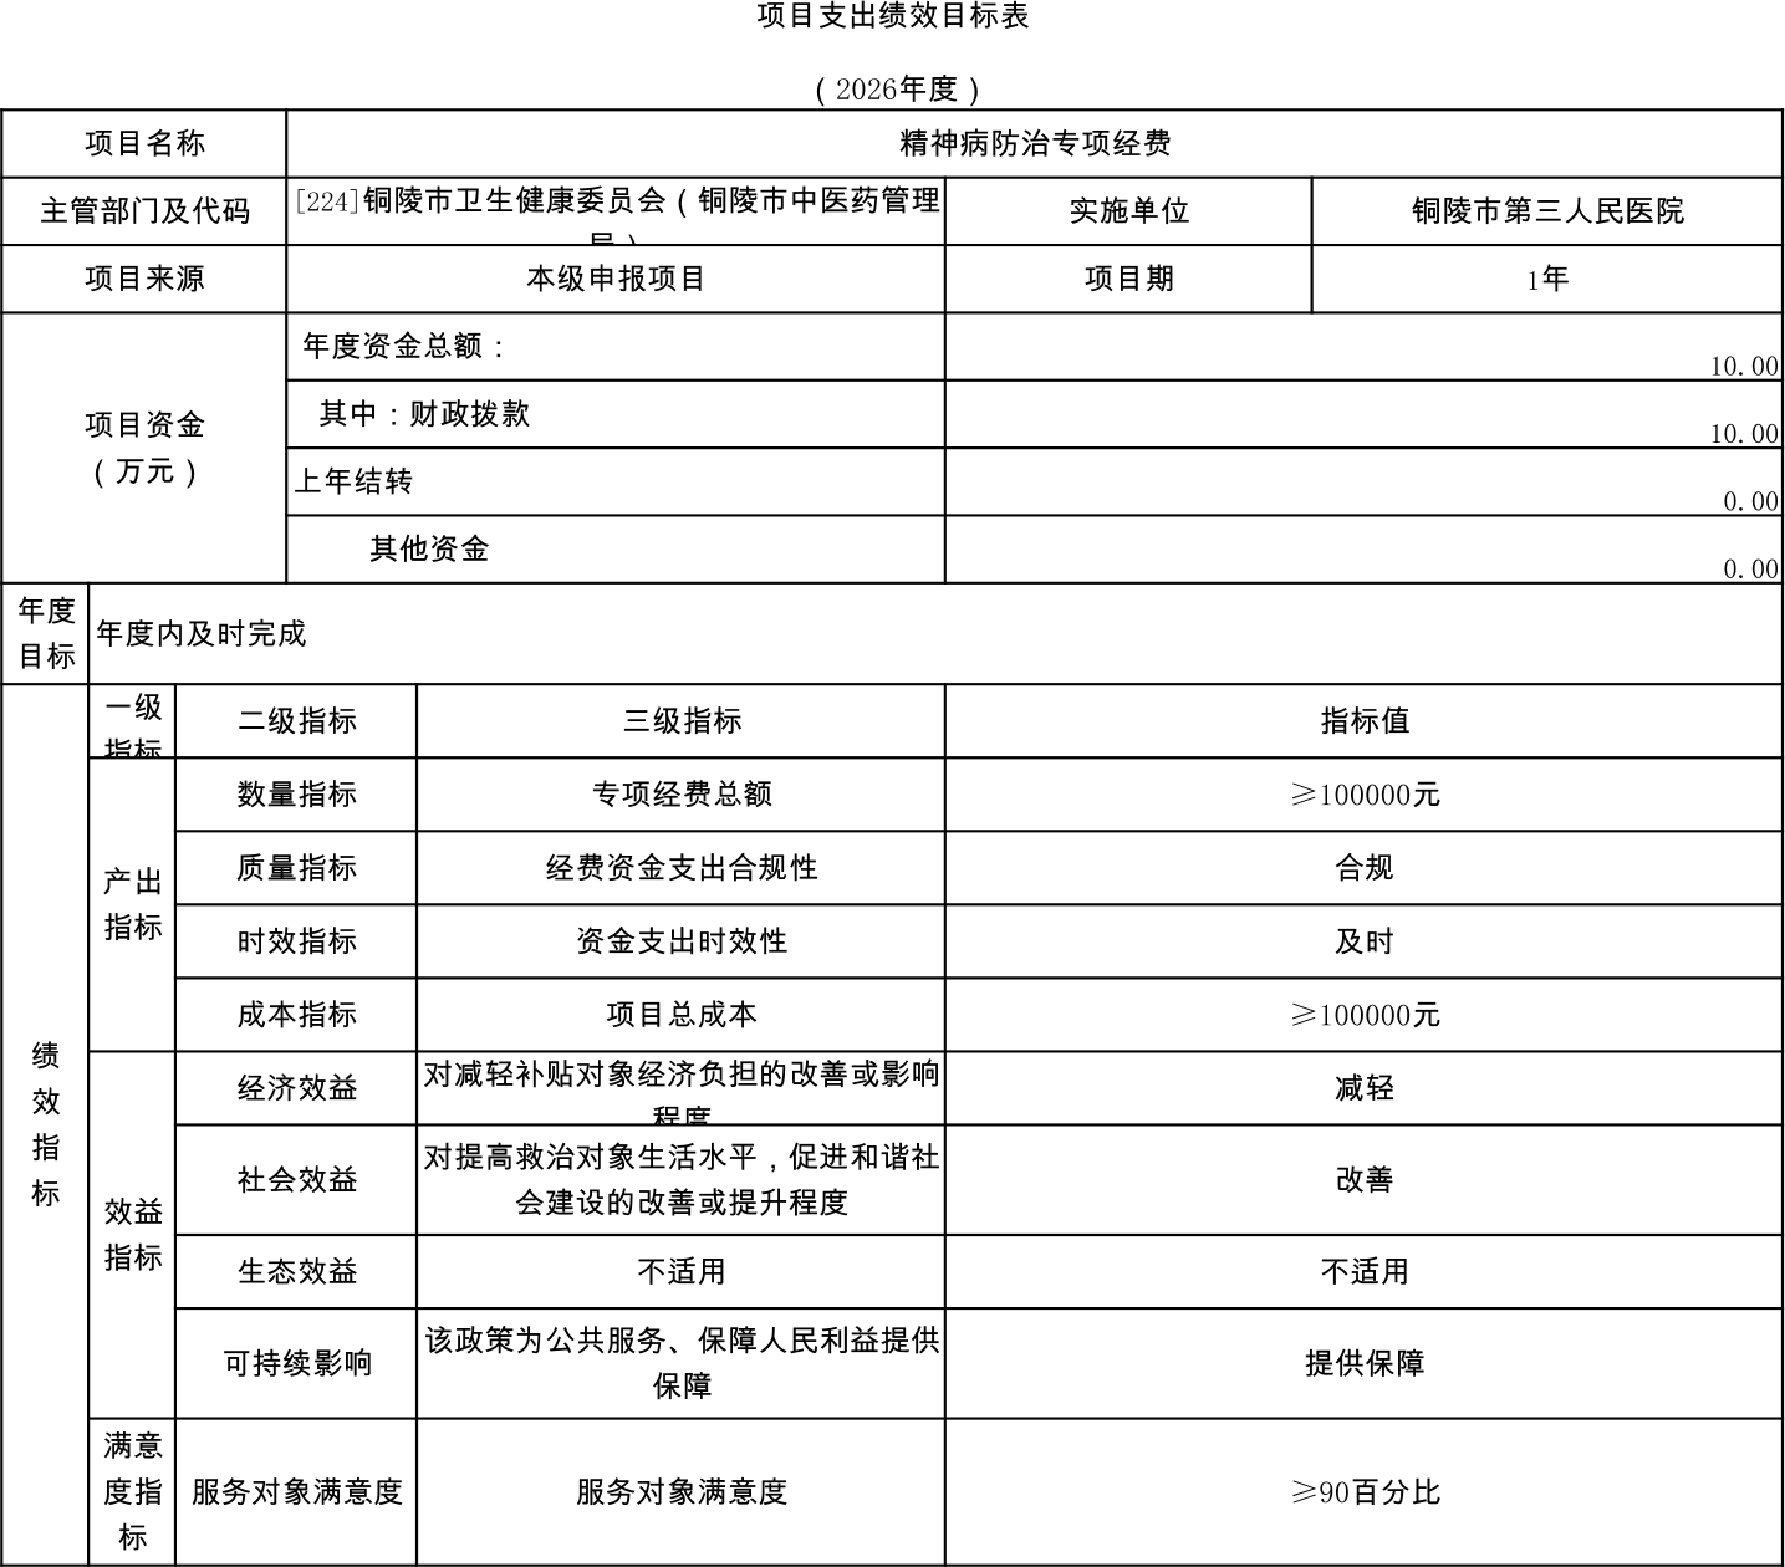 项目支出绩效目标表
（2026年度）
项目名称 精神病防治专项经费
主管部门及代码 [224]铜陵市卫生健康委员会（铜陵市中医药管理局） 实施单位 铜陵市第三人民医院
项目来源 本级申报项目 项目期 1年
项目资金
（万元）
年度资金总额： 10.00
其中：财政拨款 10.00
上年结转 0.00
其他资金 0.00
年度
目标
年度内及时完成
绩
效
指
标
一级
指标
二级指标 三级指标 指标值
产出
指标
数量指标 专项经费总额 ≥100000元
质量指标 经费资金支出合规性 合规
时效指标 资金支出时效性 及时
成本指标 项目总成本 ≥100000元
效益
指标
经济效益 对减轻补贴对象经济负担的改善或影响
程度 减轻
社会效益 对提高救治对象生活水平，促进和谐社
会建设的改善或提升程度 改善
生态效益 不适用 不适用
可持续影响 该政策为公共服务、保障人民利益提供
保障 提供保障
满意
度指
标
服务对象满意度 服务对象满意度 ≥90百分比